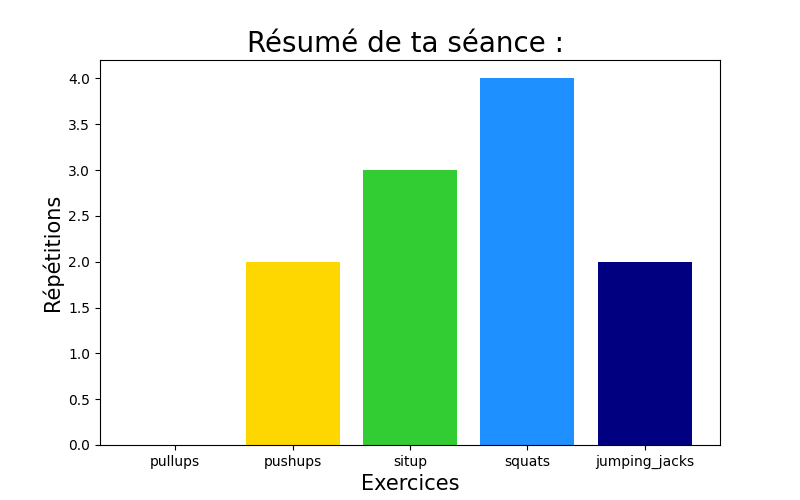 Résumé de ta séance :
4.0
3.5
3.0
2.5
2.0
1.5
1.0
0.5
0.0
Répétitions
pullups pushups situp squats jumping_jacks
Exercices